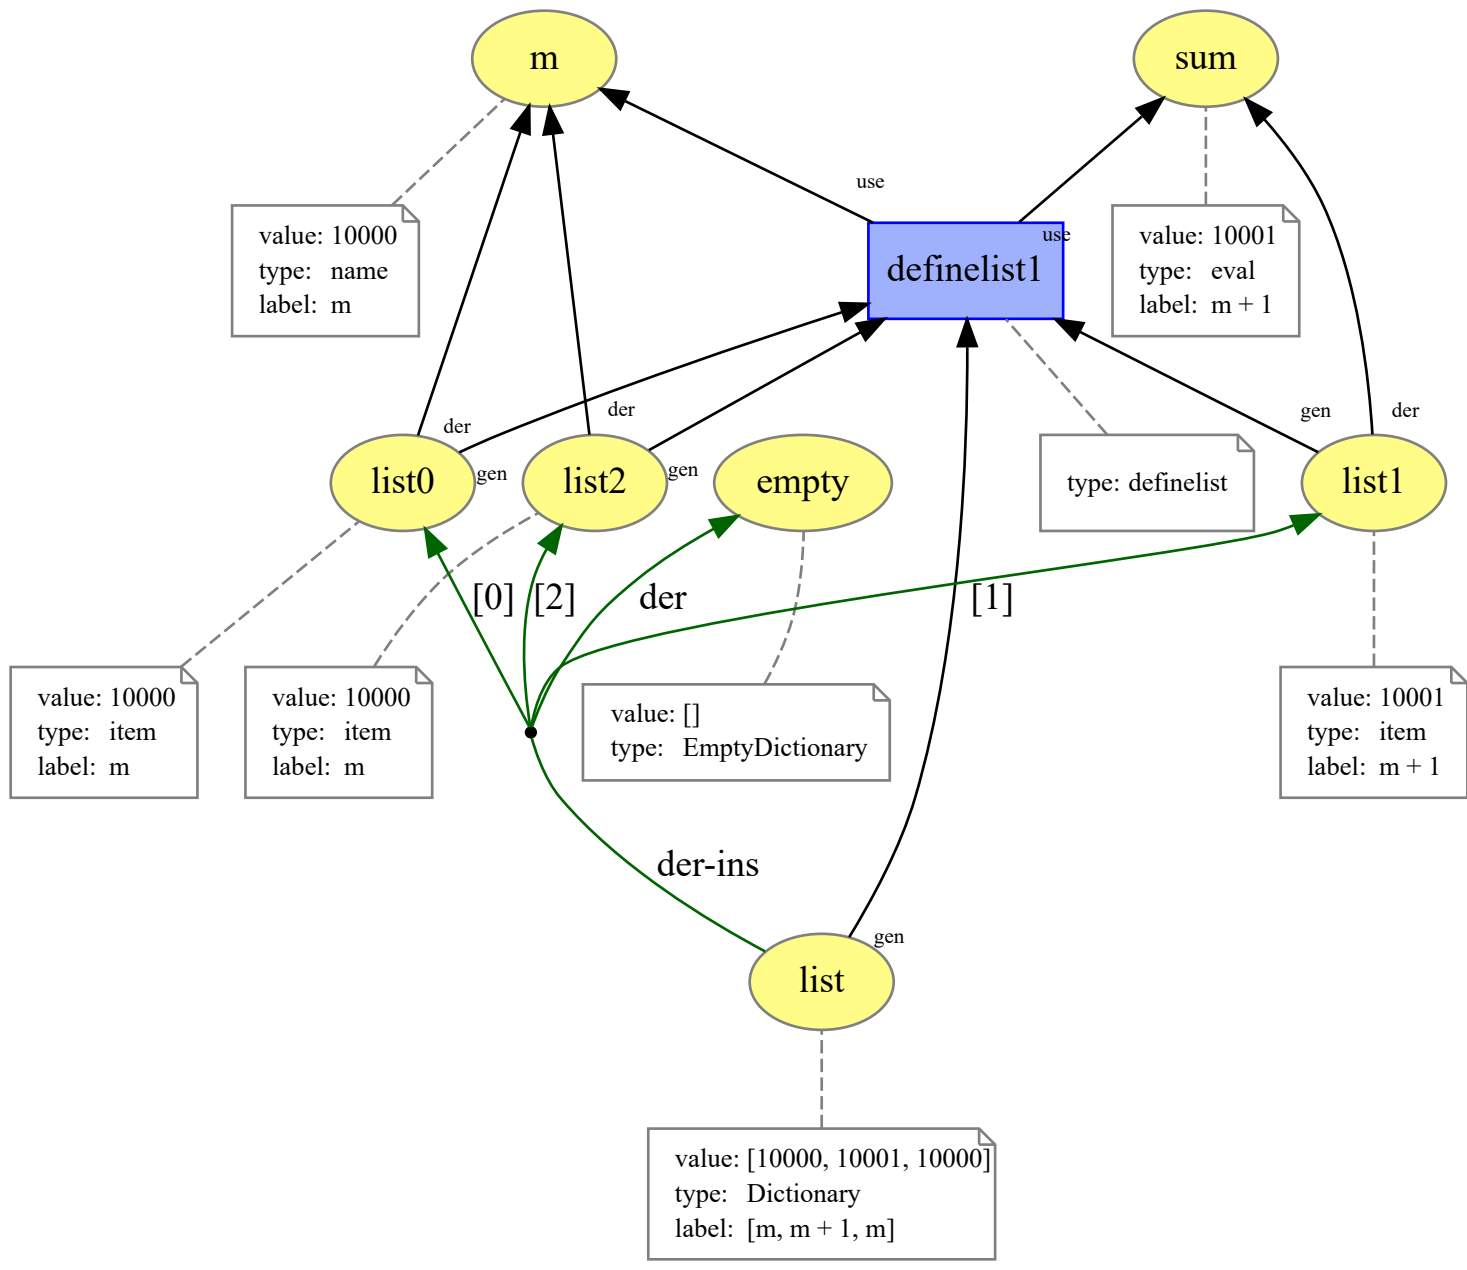 m
sum
use
value: 10000
type: name
label: m
use
value: 10001
type: eval
label: m + 1
definelist1
der
der
gen
der
list0
gen
list2
gen
empty
type: definelist
list1
[0]
[2]
der
[1]
value: 10000
type: item
label: m
value: 10000
type: item
label: m
value: []
type: EmptyDictionary
value: 10001
type: item
label: m + 1
der-ins
gen
list
value: [10000, 10001, 10000]
type: Dictionary
label: [m, m + 1, m]